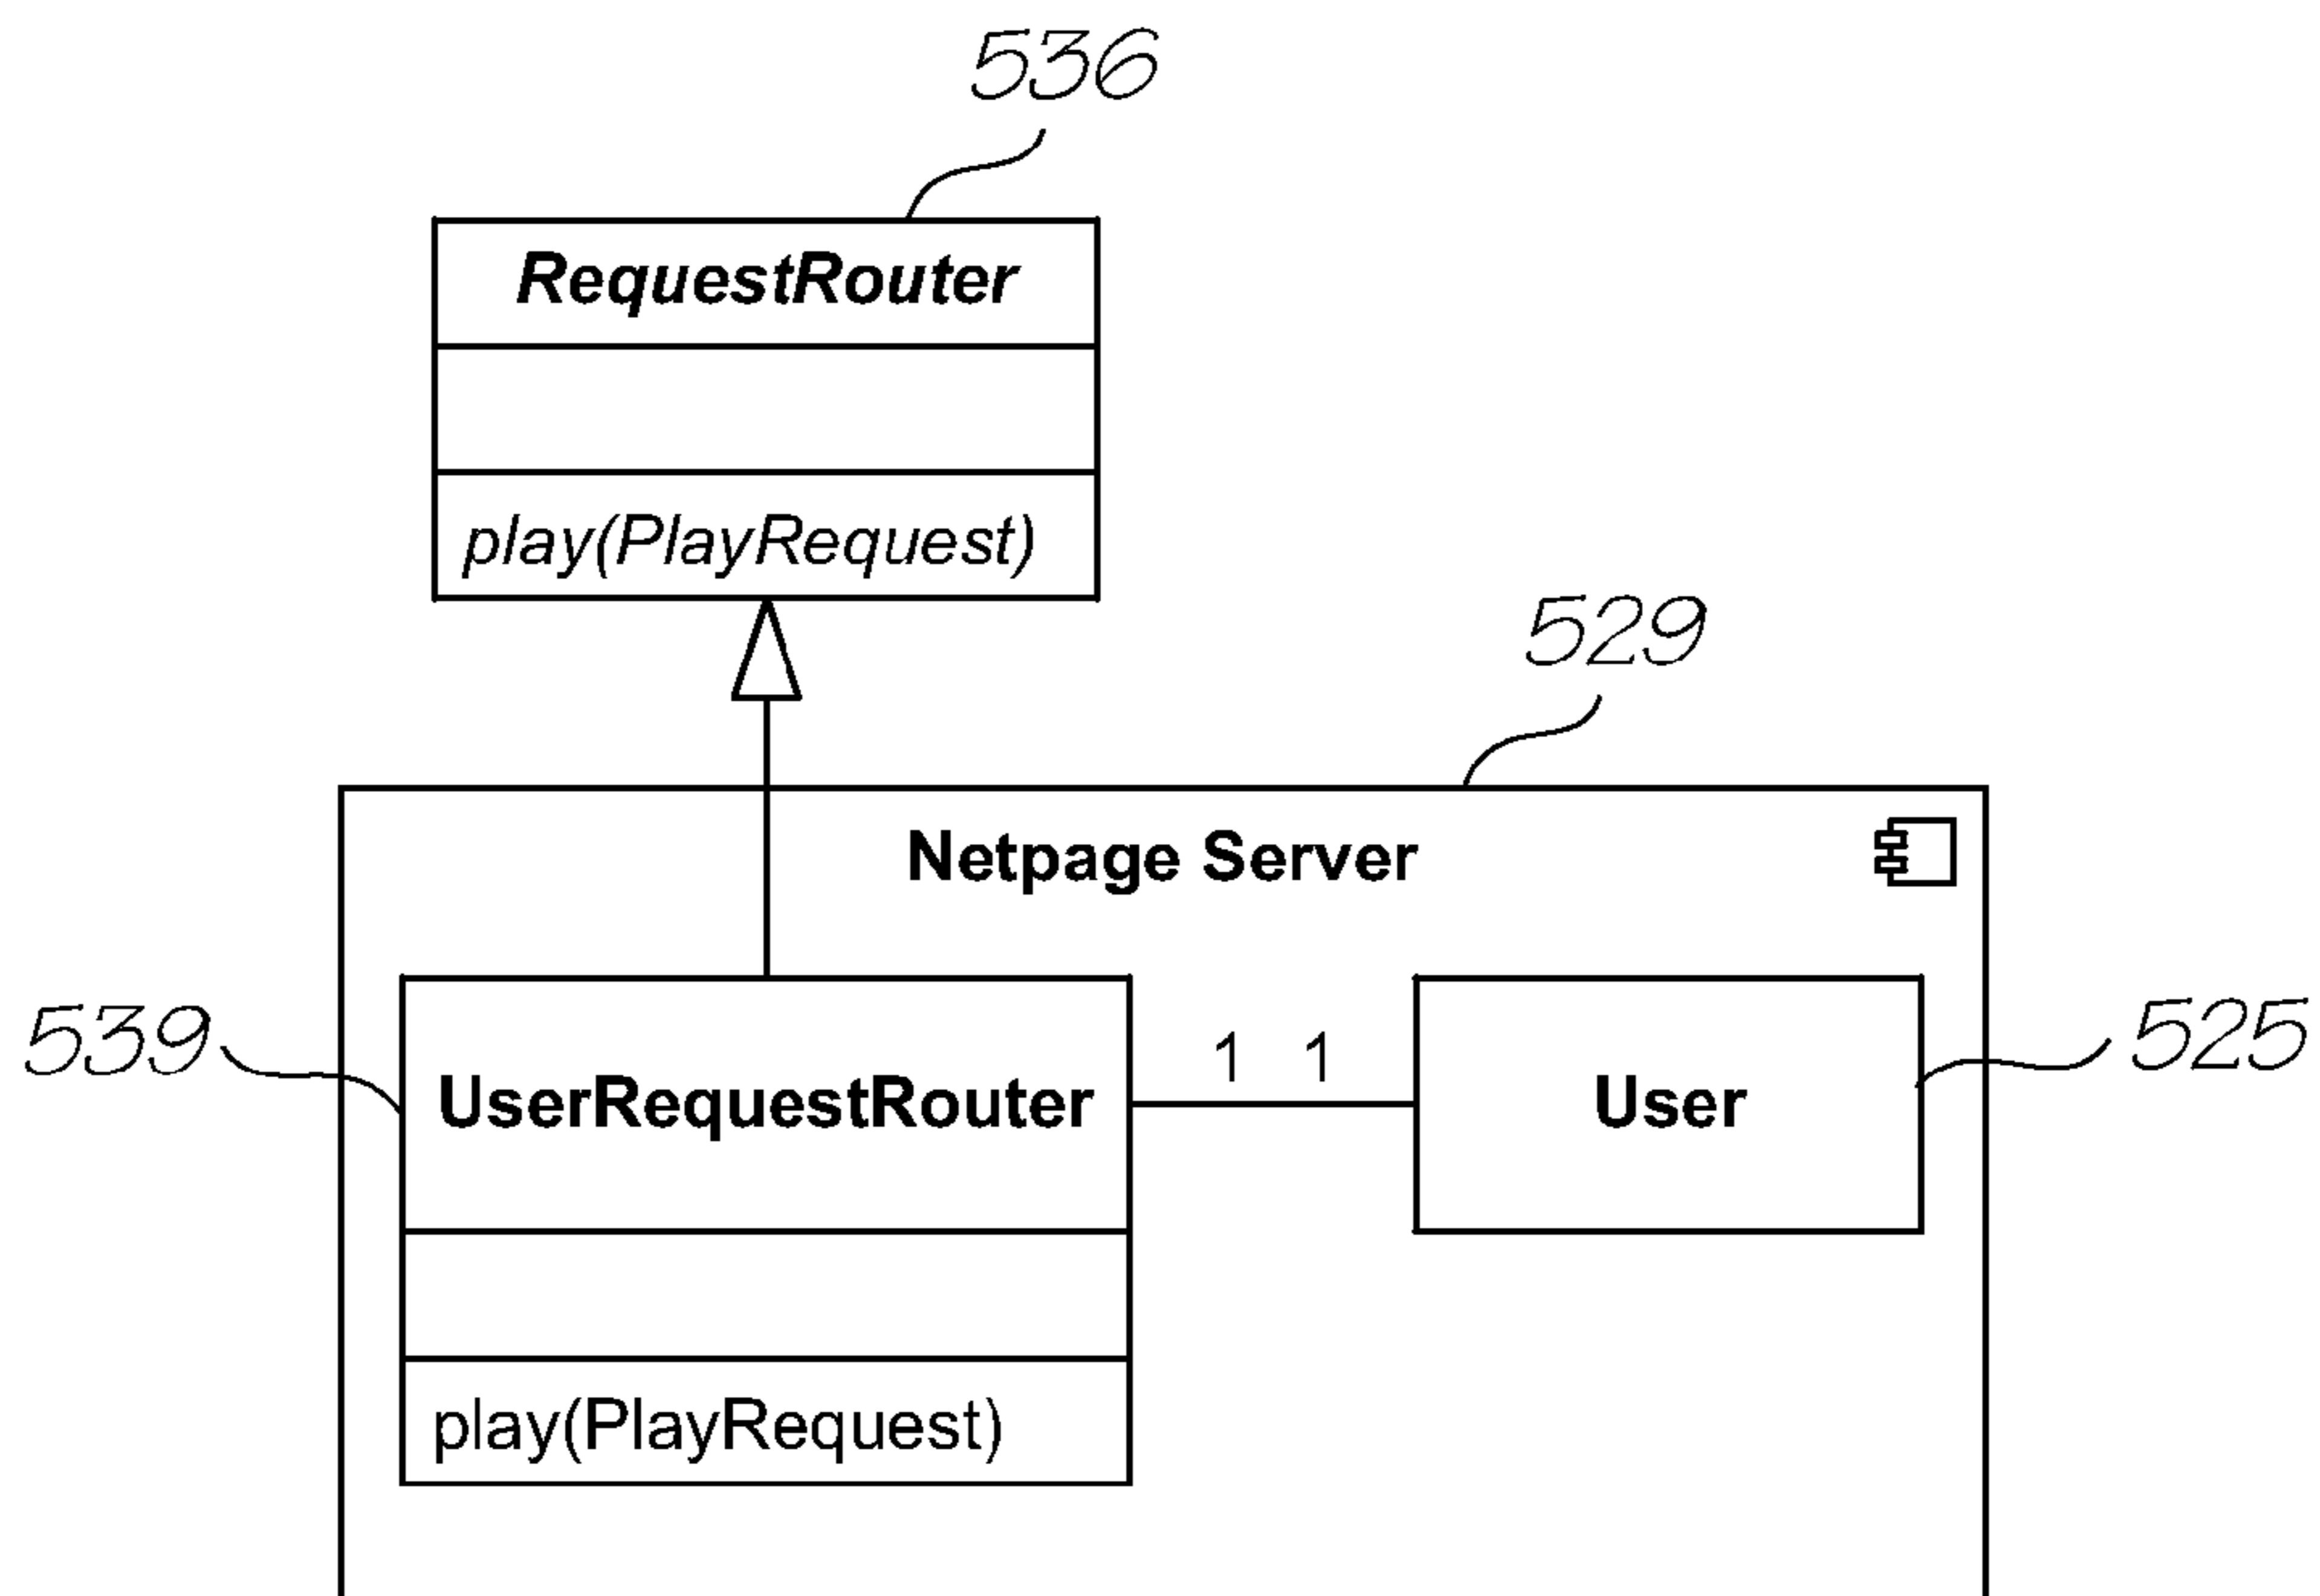 536
RequestRouter
play(PlayRequest)
529
Netpage Server
539
UserRequestRouter
1 1
User
525
play(PlayRequest)